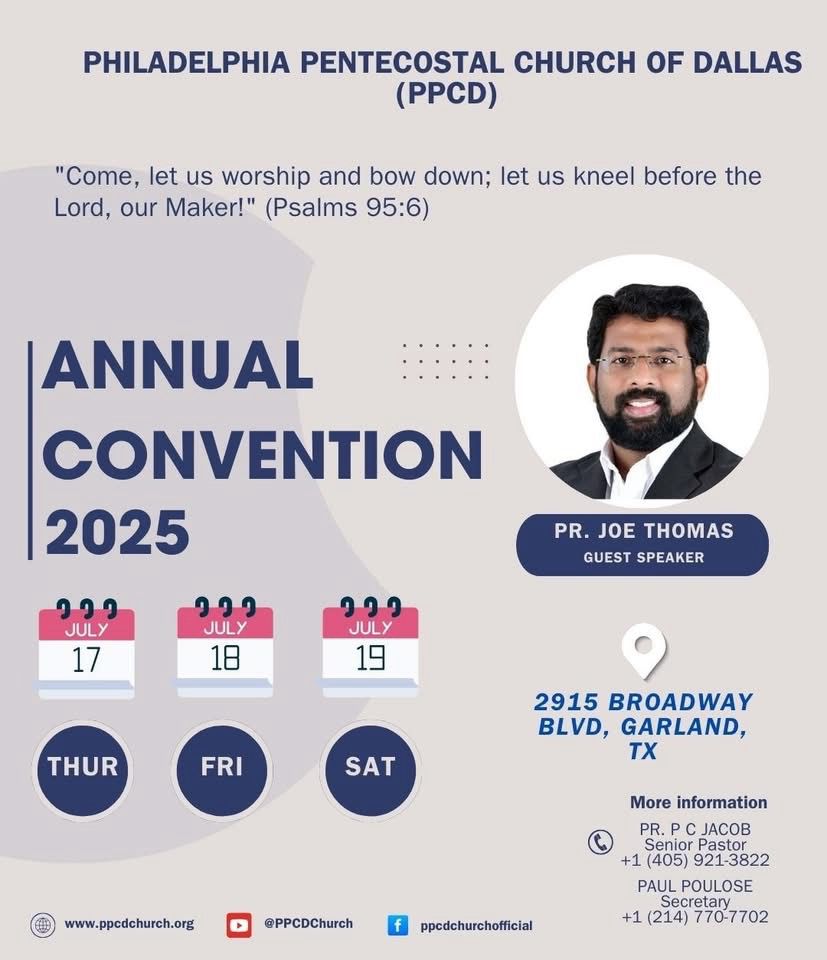 PHILADELPHIA PENTECOSTAL CHURCH OF DALLAS
(PPCD)
"Come, let us worship and bow down; let us kneel before the
Lord, our Maker!" (Psalms 95:6)
ANNUAL
CONVENTION
2025
PR. JOE THOMAS
GUEST SPEAKER
JULY
17
JULY
18
JULY
19
THUR
FRI
SAT
2915 BROADWAY
BLVD, GARLAND,
TX
More information
PR. P C JACOB
Senior Pastor
+1 (405) 921-3822
PAUL POULOSE
Secretary
+1 (214) 770-7702
www.ppcdchurch.org
@PPCDChurch
f
ppcdchurchofficial